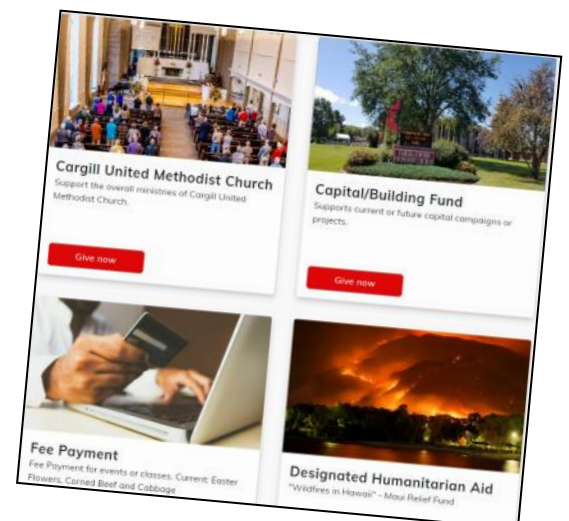 Cargill United Methodist Church
Support the overall ministries of Cargill United
Methodist Church.
Give now
Capital/Building Fund
Supports current or future capital campaigns or
projects.
Give now
Fee Payment
Fee Payment for events or classes. Current: Easter
Flowers, Corned Beef and Cabbage
Designated Humanitarian Aid
"Wildfires in Hawaii" - Maui Relief Fund